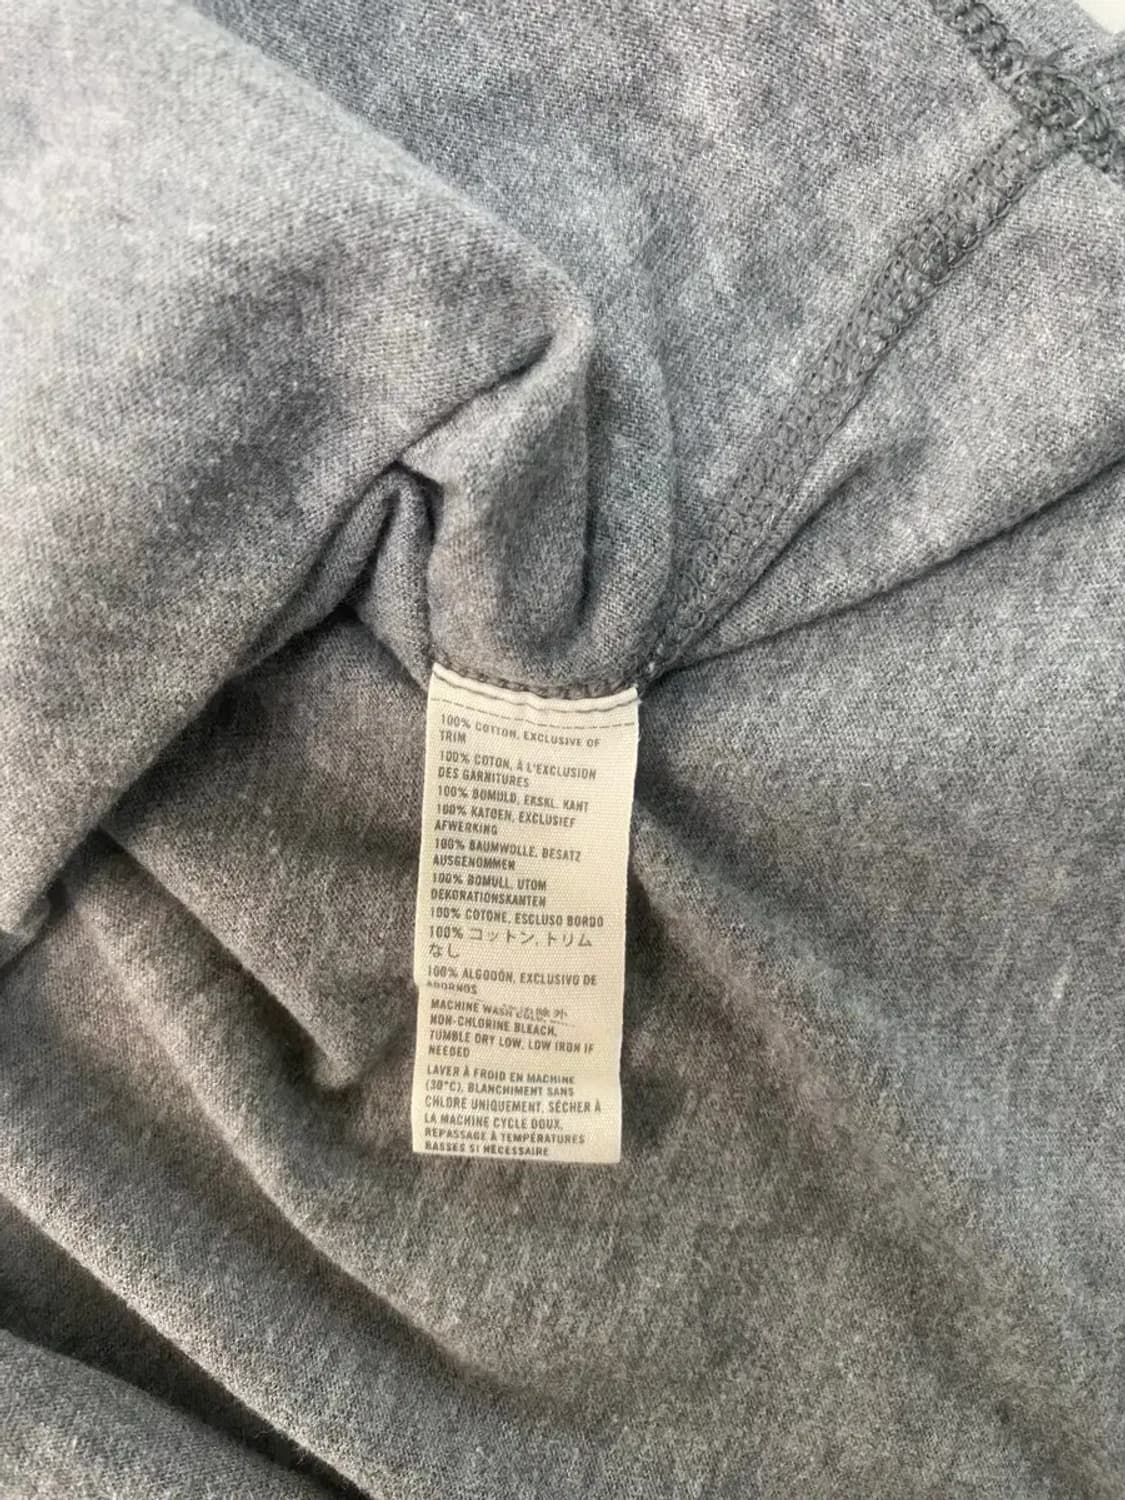 100% COTTON, EXCLUSIVE OF
TRIM
100% COTON, À L'EXCLUSION
DES GARNITURES
100% BOMULD, EKSKL. KANT
100% KATOEN, EXCLUSIEF
AFWERKING
100% BAUMWOLLE, BESATZ
AUSGENOMMEN
100% BOMULL, UTOM
DEKORATIONSKANTEN
100% COTONE, ESCLUSO BORDO
100% コットン, トリム
なし
100% ALGODÓN, EXCLUSIVO DE
ADORNOS
MACHINE WASH
NON-CHLORINE BLEACH,
TUMBLE DRY LOW, LOW IRON IF
NEEDED
LAVER À FROID EN MACHINE
(30°C), BLANCHIMENT SANS
CHLORE UNIQUEMENT, SÉCHER À
LA MACHINE CYCLE DOUX,
REPASSAGE À TEMPÉRATURES
BASSES SI NÉCESSAIRE